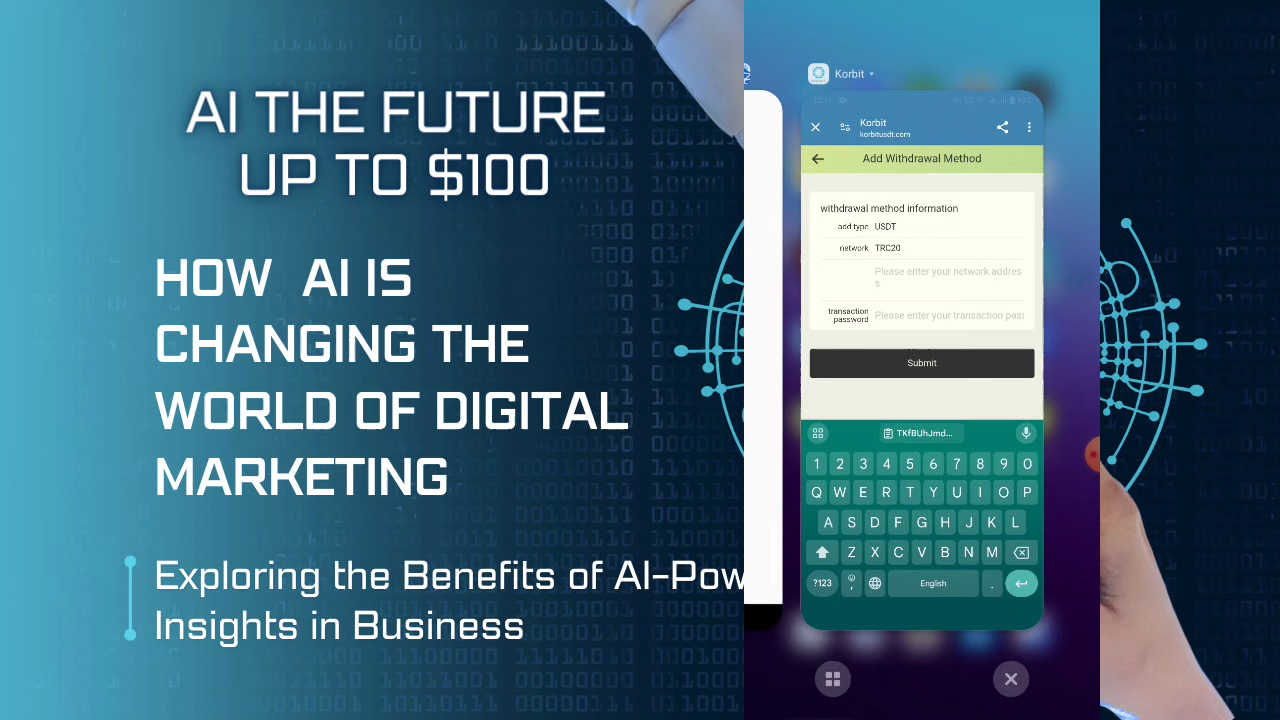 AI THE FUTURE
UP TO $100
HOW AI IS
CHANGING THE
WORLD OF DIGITAL
MARKETING
Exploring the Benefits of AI-Pow
Insights in Business
Korbit
Korbit
korbitusdt.com
Add Withdrawal Method
withdrawal method information
add type USDT
network TRC20
Please enter your network addres
s
transaction
password
Please enter your transaction pass
Submit
TKfBUhJmd...
1 2 3 4 5 6 7 8 9 0
Q W E R T Y U I O P
A S D F G H J K L
Z X C V B N M
?123 , English .